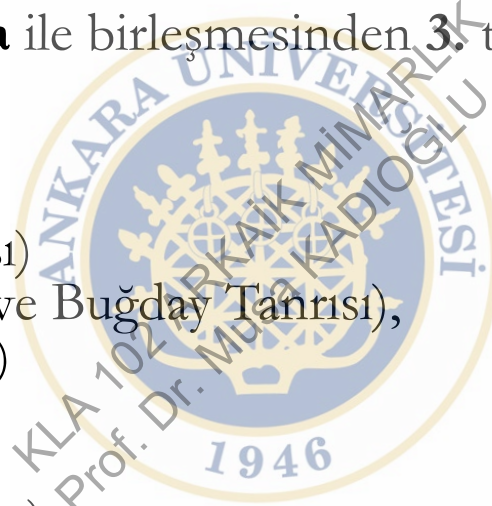 a ile birleşmesinden 3. t
ANKARA ÜNİVERSİTESİ
ı)
ve Buğday Tanrısı),
)
KLA 102 ARKAİK MİMARLIK
Prof. Dr. Musa KADIOĞLU
1946